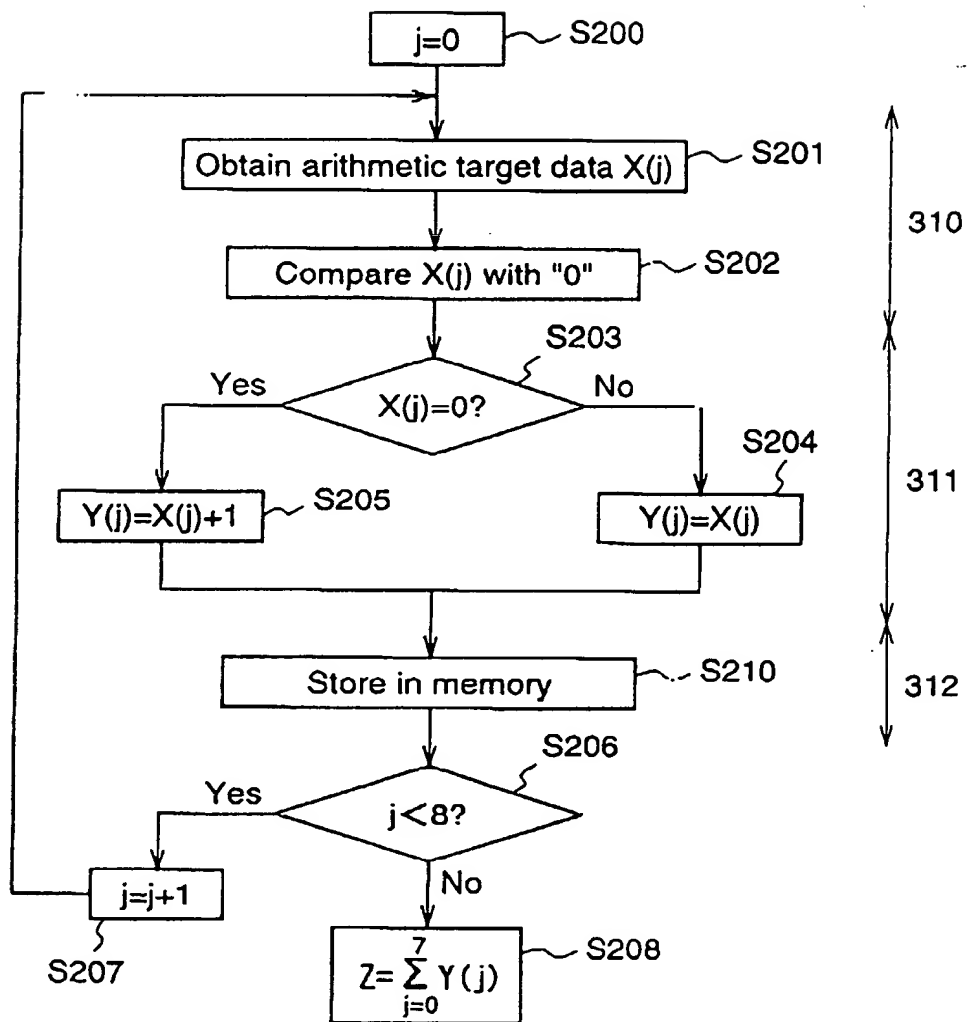 j=0
S200
Obtain arithmetic target data X(j)
S201
310
Compare X(j) with "0"
S202
S203
Yes
X(j)=0?
No
S204
311
Y(j)=X(j)+1
S205
Y(j)=X(j)
Store in memory
S210
312
S206
Yes
j<8?
No
j=j+1
S207
Z=∑Y(j)
7
j=0
S208